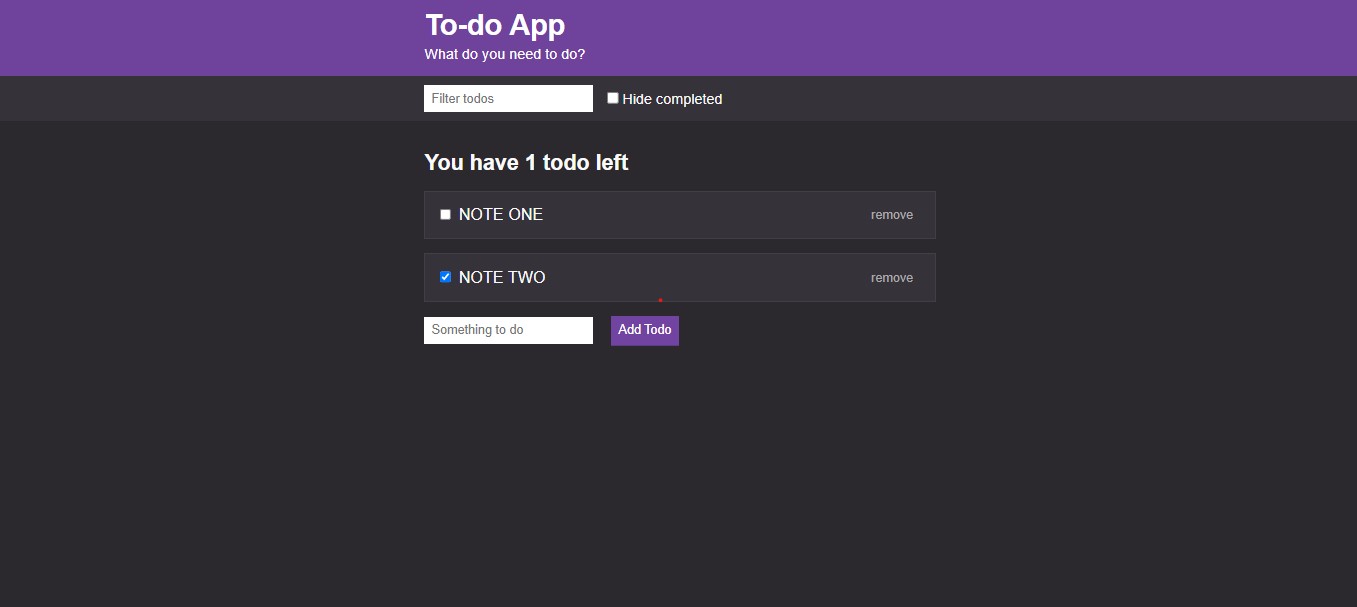 To-do App
What do you need to do?
Filter todos Hide completed
You have 1 todo left
NOTE ONE remove
NOTE TWO remove
Something to do Add Todo